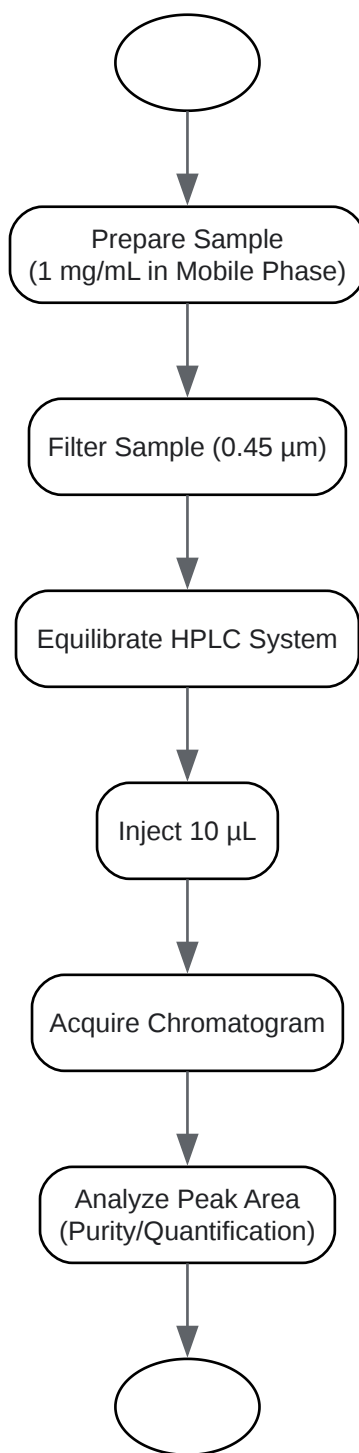 Prepare Sample
(1 mg/mL in Mobile Phase)
Filter Sample (0.45 µm)
Equilibrate HPLC System
Inject 10 µL
Acquire Chromatogram
Analyze Peak Area
(Purity/Quantification)